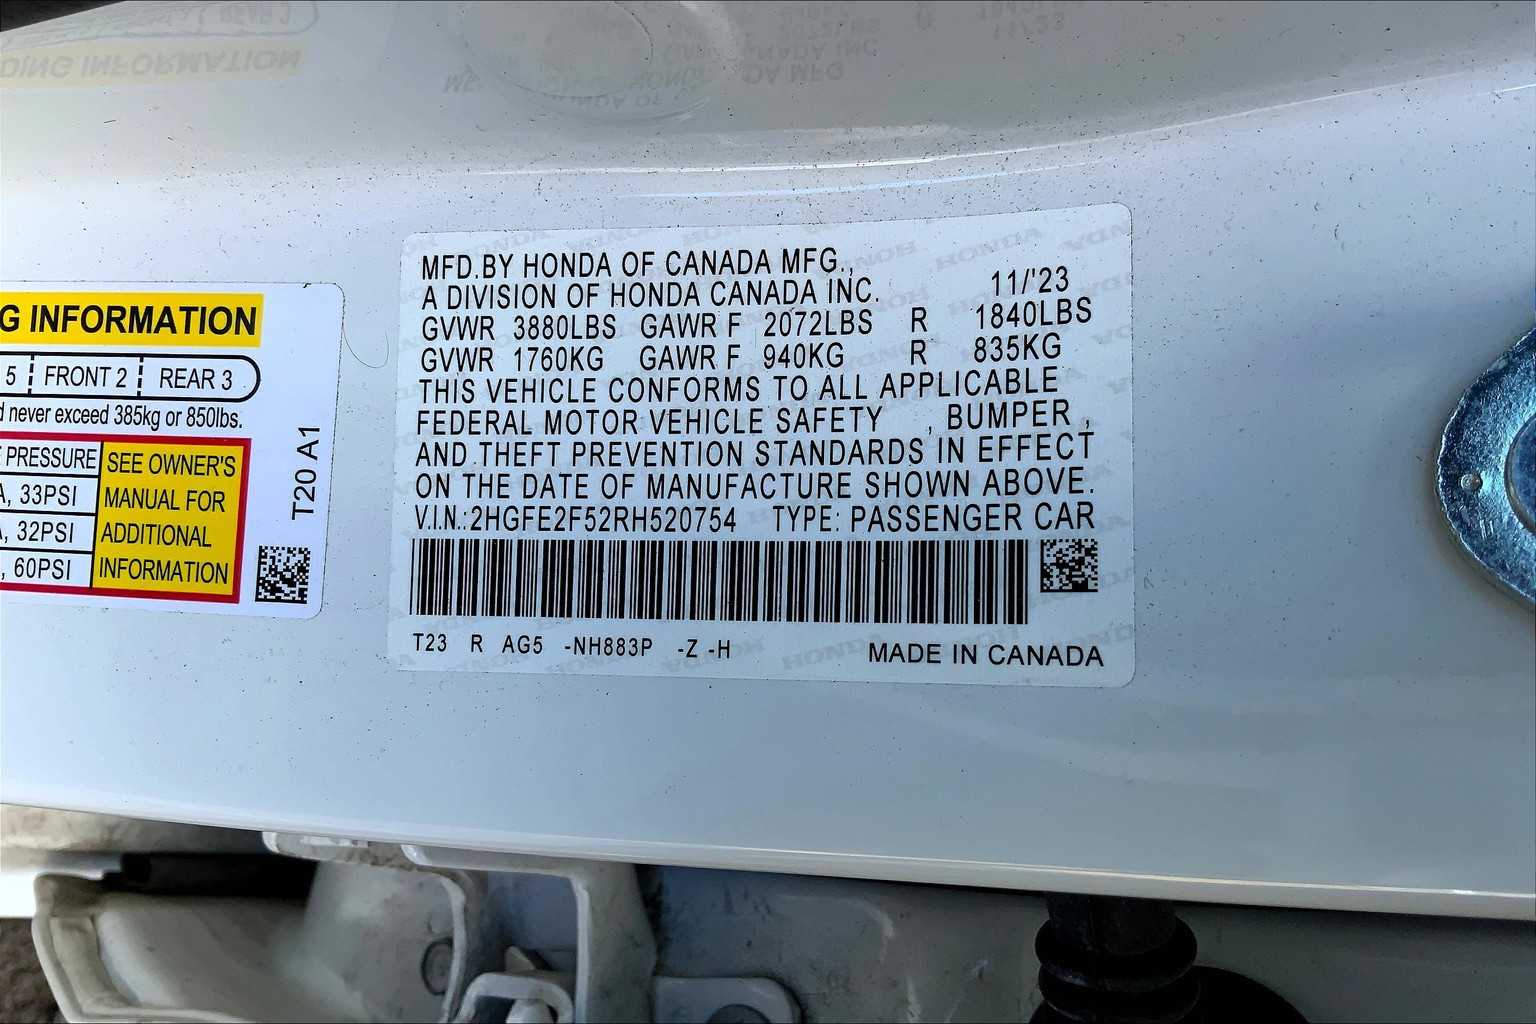 G INFORMATION
5 FRONT 2 REAR 3
never exceed 385kg or 850lbs.
PRESSURE
33PSI
32PSI
60PSI
SEE OWNER'S
MANUAL FOR
ADDITIONAL
INFORMATION
T20 A1
MFD.BY HONDA OF CANADA MFG.,
A DIVISION OF HONDA CANADA INC. 11/'23
GVWR 3880LBS GAWR F 2072LBS R 1840LBS
GVWR 1760KG GAWR F 940KG R 835KG
THIS VEHICLE CONFORMS TO ALL APPLICABLE
FEDERAL MOTOR VEHICLE SAFETY , BUMPER ,
AND THEFT PREVENTION STANDARDS IN EFFECT
ON THE DATE OF MANUFACTURE SHOWN ABOVE.
V.I.N.:2HGFE2F52RH520754 TYPE: PASSENGER CAR
T23 R AG5 -NH883P -Z -H
MADE IN CANADA